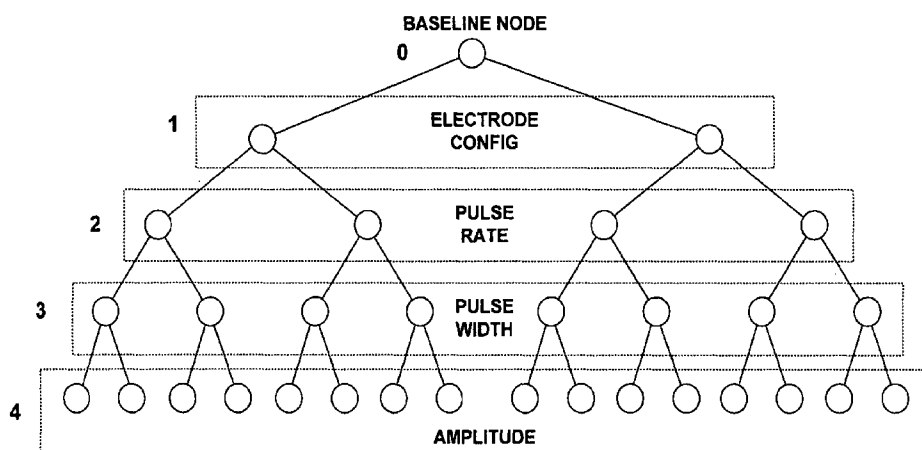 BASELINE NODE
0
1
ELECTRODE
CONFIG
2
PULSE
RATE
3
PULSE
WIDTH
4
AMPLITUDE